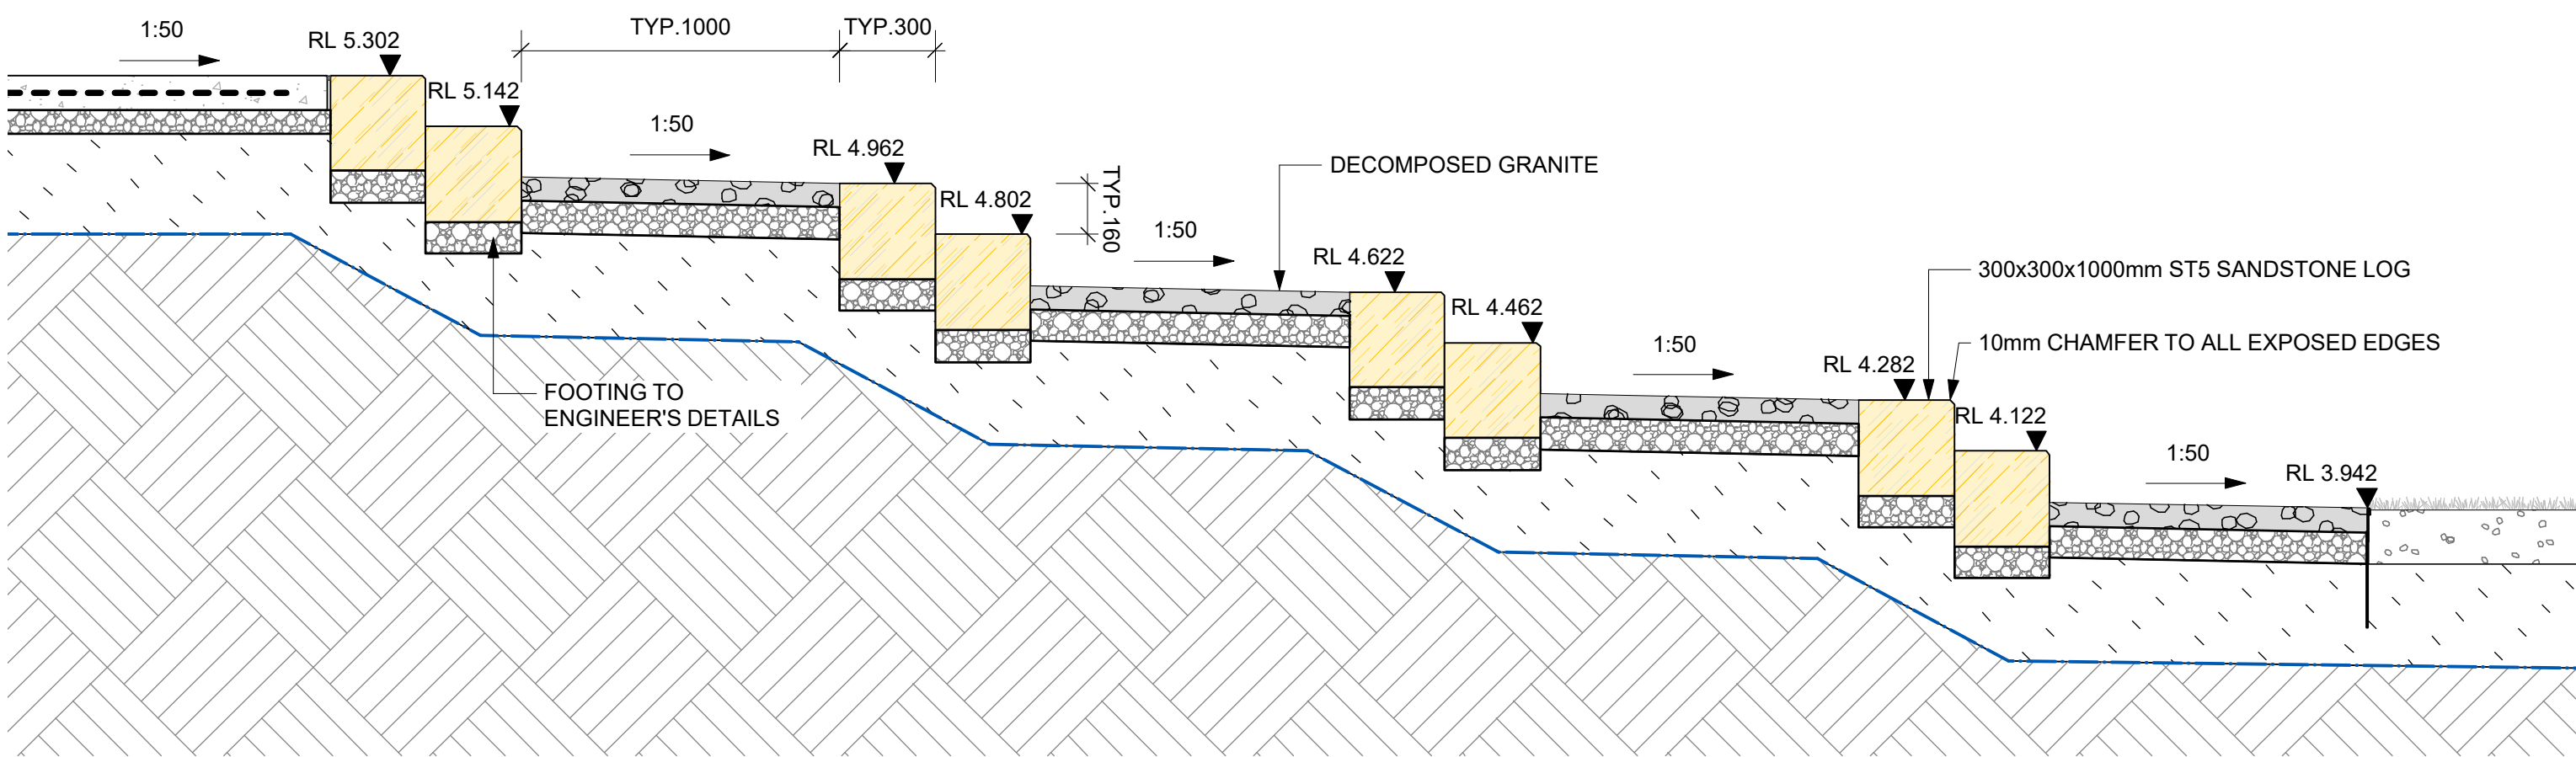 1:50
RL 5.302
TYP.1000
TYP.300
RL 5.142
1:50
RL 4.962
RL 4.802
TYP.160
DECOMPOSED GRANITE
1:50
RL 4.622
RL 4.462
300x300x1000mm ST5 SANDSTONE LOG
10mm CHAMFER TO ALL EXPOSED EDGES
1:50
RL 4.282
FOOTING TO
ENGINEER'S DETAILS
RL 4.122
1:50
RL 3.942